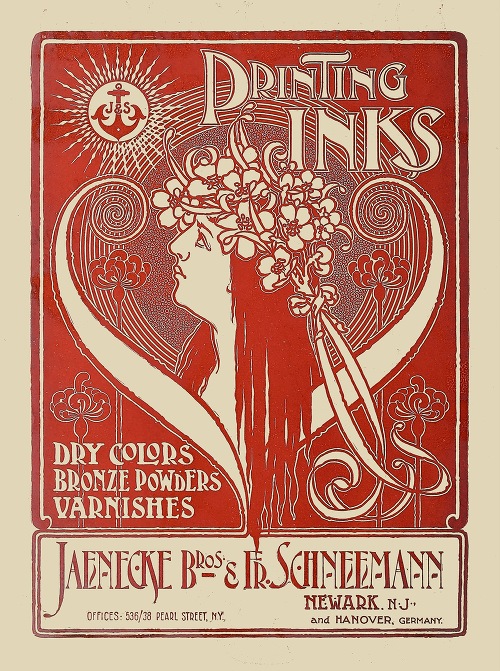 J&S
PRINTING
INKS
DRY COLORS
BRONZE POWDERS
VARNISHES
JAENECKE BROS. & FR. SCHNEEMANN
NEWARK. N.J.,
OFFICES: 536/38 PEARL STREET, N.Y.
and HANOVER, GERMANY.